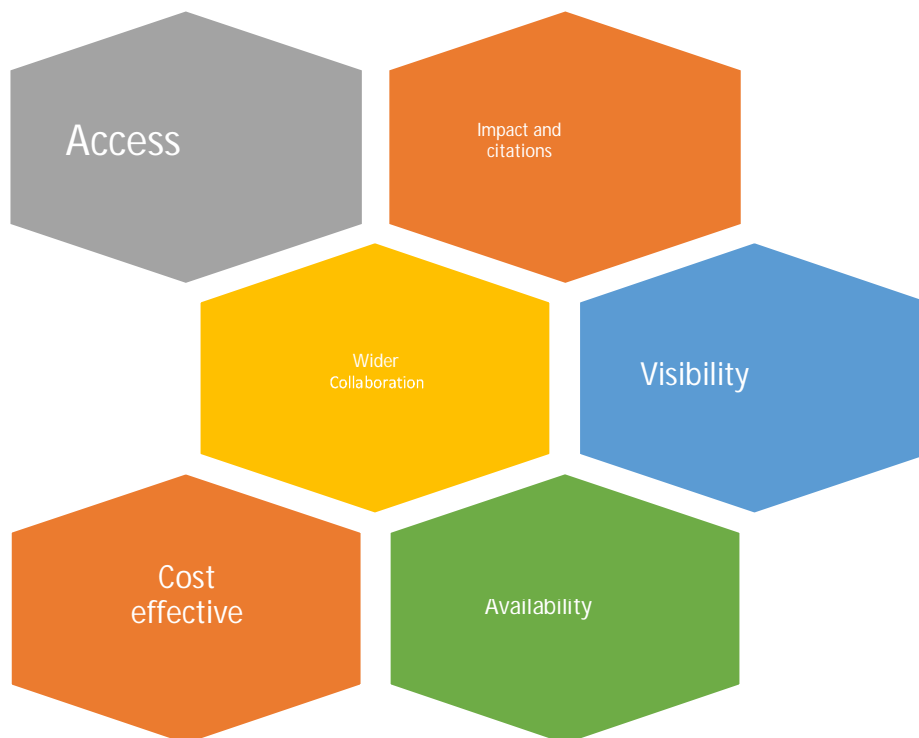 Access
Impact and
citations
Wider
Collaboration
Visibility
Cost
effective
Availability